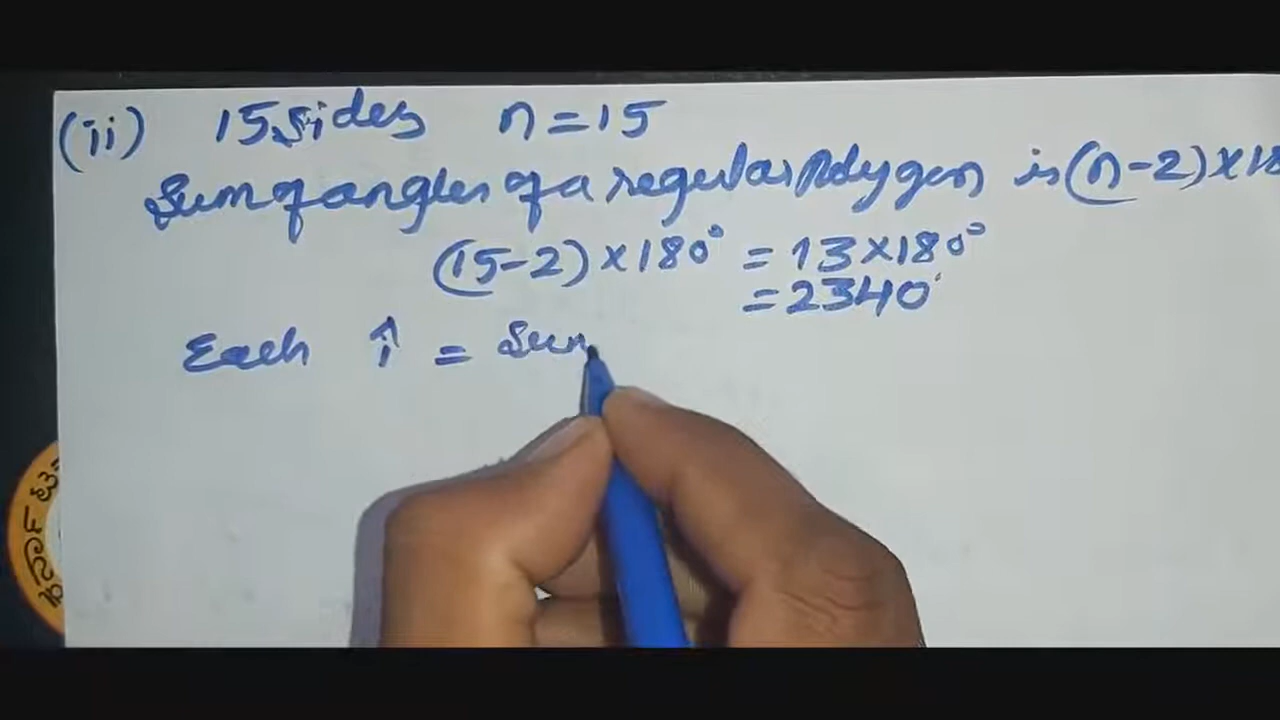 (ii) 15 sides n=15
Sum of angles of a regular Polygon is (n-2)×18
(15-2)×180° = 13×180°
=2340°
Each î = Sum